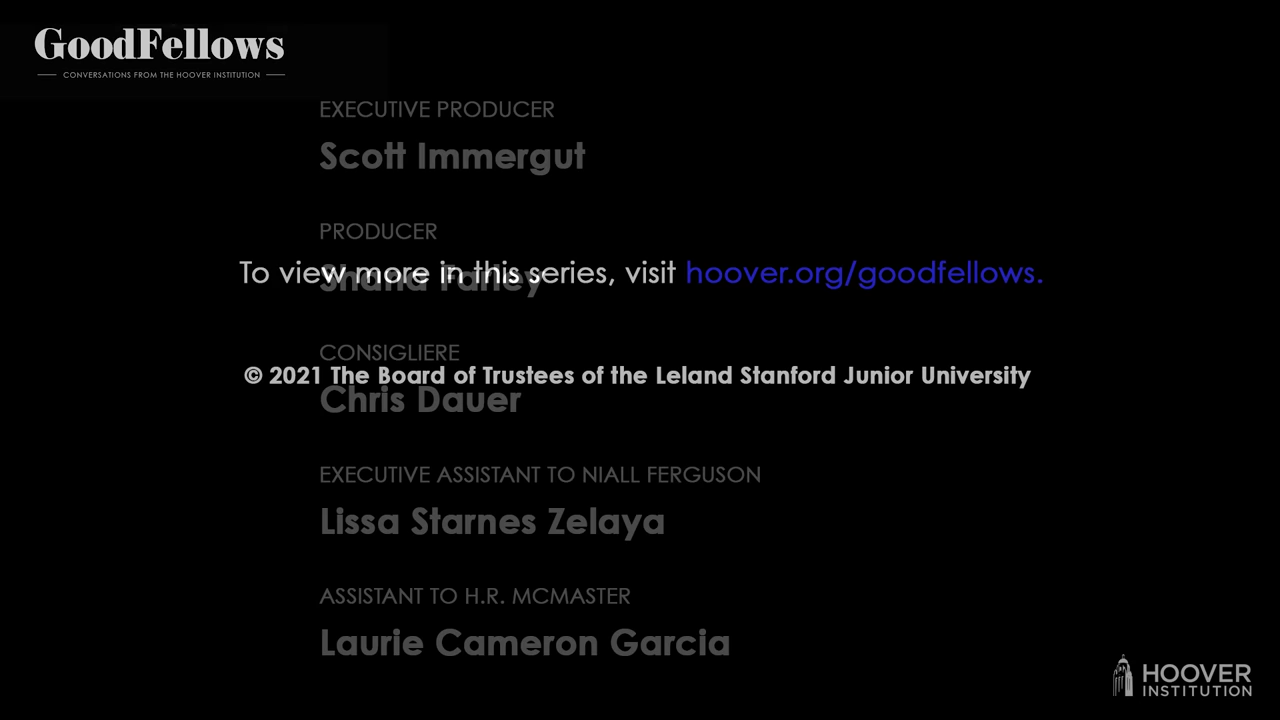 GoodFellows
CONVERSATIONS FROM THE HOOVER INSTITUTION
EXECUTIVE PRODUCER
Scott Immergut
PRODUCER
Shana Farley
To view more in this series, visit hoover.org/goodfellows.
CONSIGLIERE
© 2021 The Board of Trustees of the Leland Stanford Junior University
Chris Dauer
EXECUTIVE ASSISTANT TO NIALL FERGUSON
Lissa Starnes Zelaya
ASSISTANT TO H.R. MCMASTER
Laurie Cameron Garcia
HOOVER
INSTITUTION